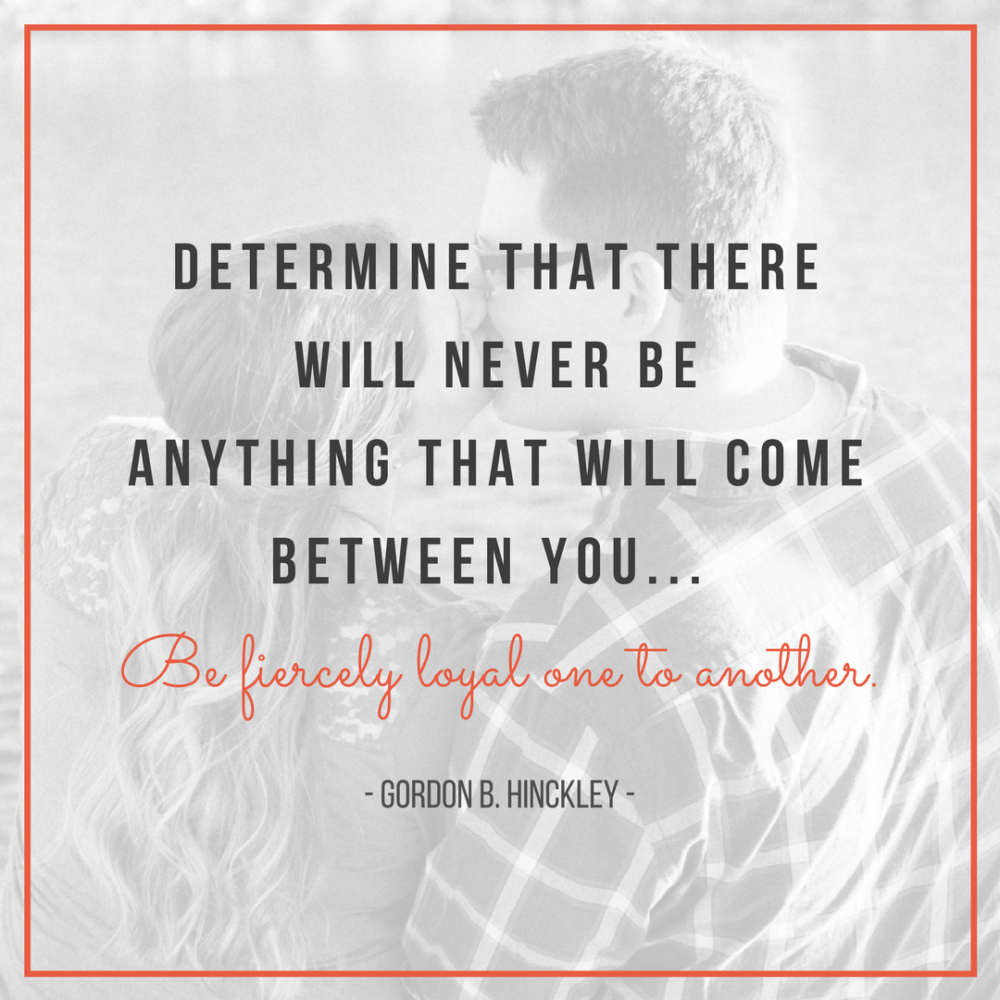 DETERMINE THAT THERE
WILL NEVER BE
ANYTHING THAT WILL COME
BETWEEN YOU...
Be fiercely loyal one to another.
- GORDON B. HINCKLEY -